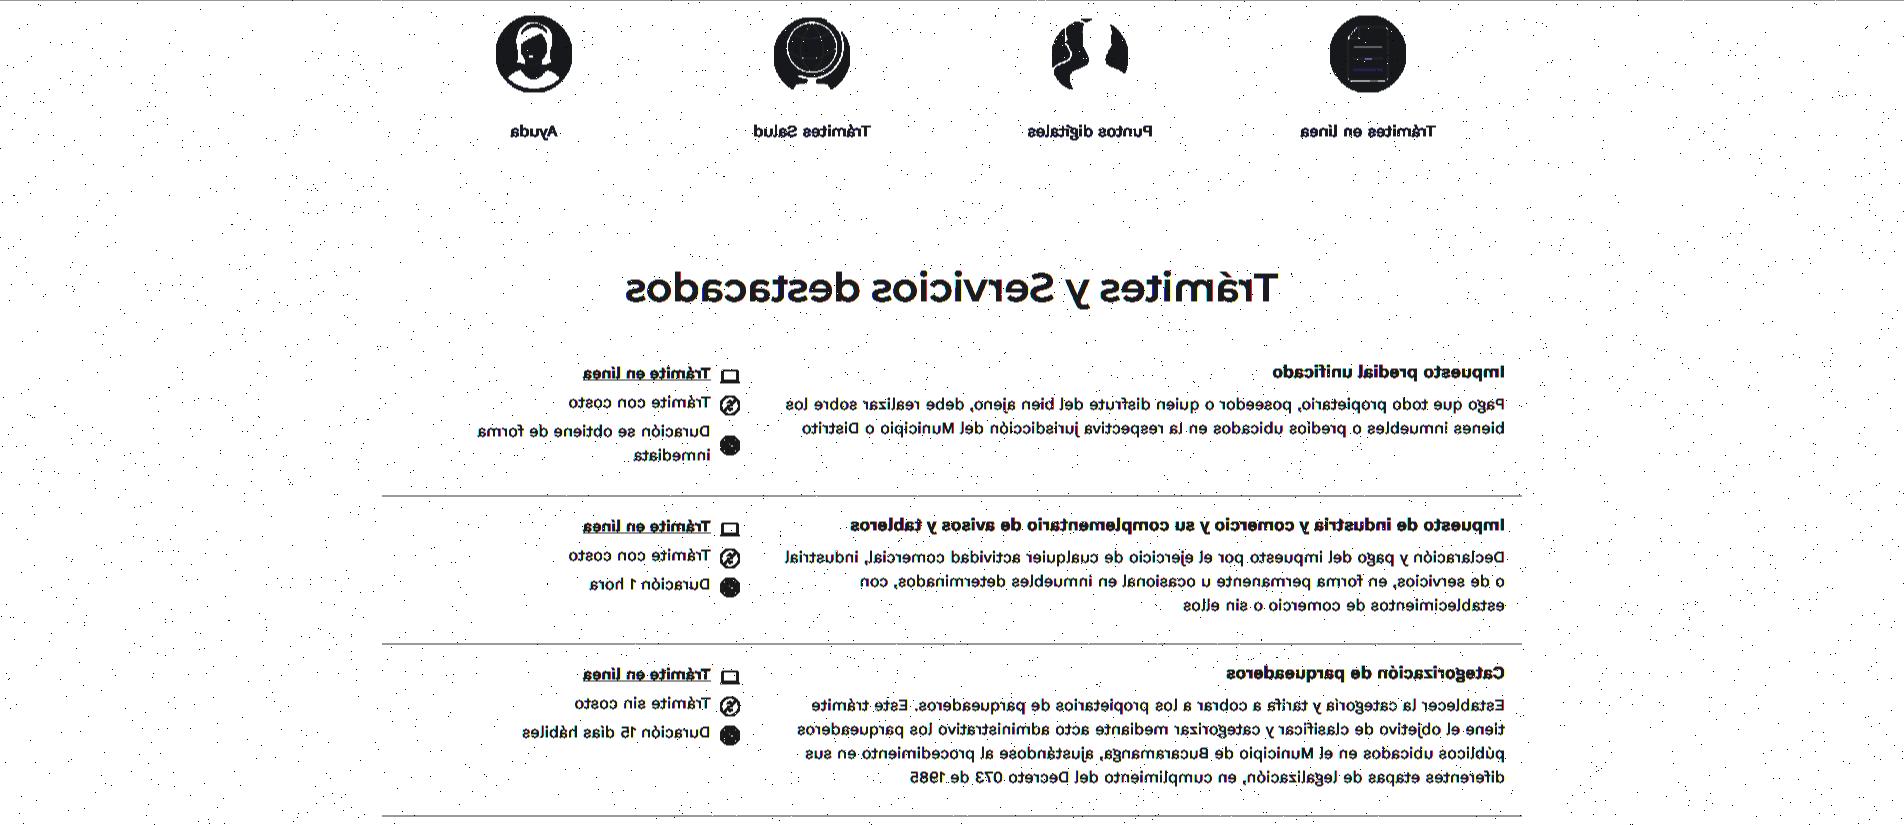 Trámites en línea
Puntos digitales
Trámites Salud
Ayuda
Trámites y Servicios destacados
Impuesto predial unificado
Pago que todo propietario, poseedor o quien disfrute del bien ajeno, debe realizar sobre los
bienes inmuebles o predios ubicados en la respectiva jurisdicción del Municipio o Distrito
Trámite en línea
Trámite con costo
Duración se obtiene de forma
inmediata
Impuesto de industria y comercio y su complementario de avisos y tableros
Declaración y pago del impuesto por el ejercicio de cualquier actividad comercial, industrial
o de servicios, en forma permanente u ocasional en inmuebles determinados, con
establecimientos de comercio o sin ellos
Trámite en línea
Trámite con costo
Duración 1 hora
Categorización de parqueaderos
Establecer la categoría y tarifa a cobrar a los propietarios de parqueaderos. Este trámite
tiene el objetivo de clasificar y categorizar mediante acto administrativo los parqueaderos
públicos ubicados en el Municipio de Bucaramanga, ajustándose al procedimiento en sus
diferentes etapas de legalización, en cumplimiento del Decreto 073 de 1985
Trámite en línea
Trámite sin costo
Duración 15 días hábiles